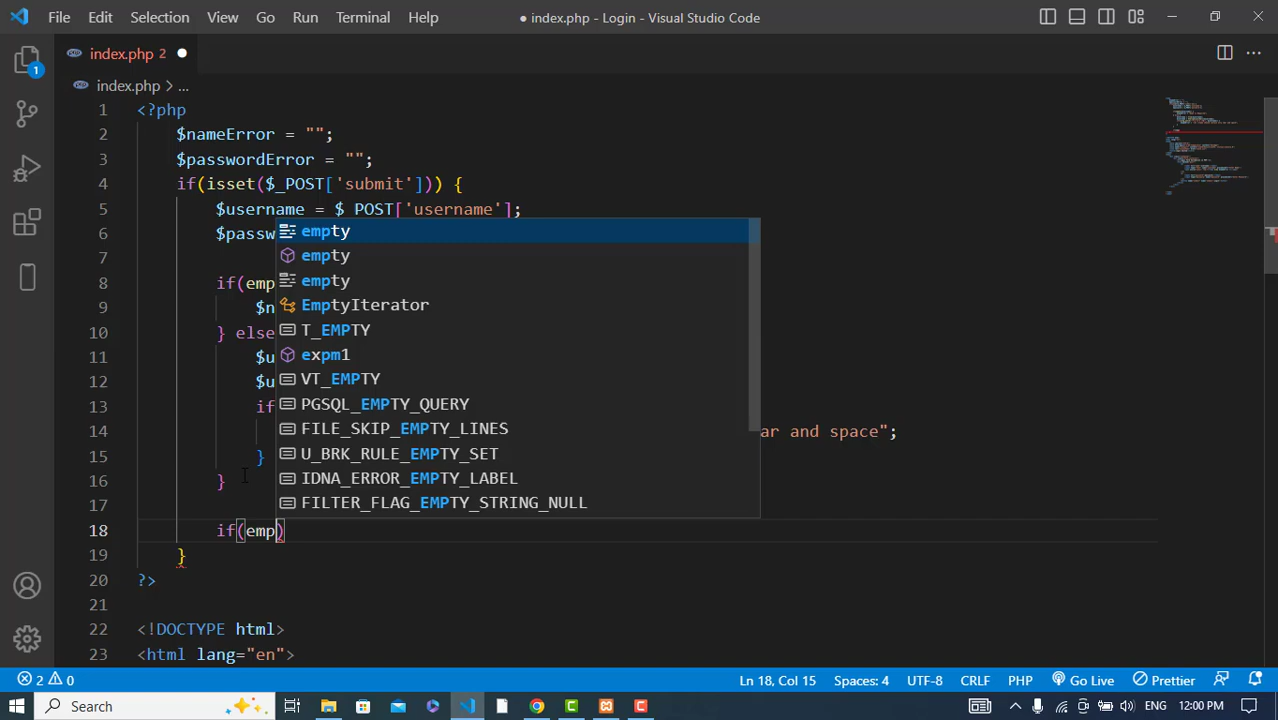 File Edit Selection View Go Run Terminal Help
● index.php - Login - Visual Studio Code
1
index.php 2 ●
index.php > ...
1 <?php
2 $nameError = "";
3 $passwordError = "";
4 if(isset($_POST['submit'])) {
5 $username = $_POST['username'];
6 $passw
7
8 if(emp
9 $n
10 } else
11 $u
12 $u
13 if
14 ar and space";
15 }
16 }
17
18 if(emp)
19 }
20 ?>
21
22 <!DOCTYPE html>
23 <html lang="en">
empty
empty
empty
EmptyIterator
T_EMPTY
expm1
VT_EMPTY
PGSQL_EMPTY_QUERY
FILE_SKIP_EMPTY_LINES
U_BRK_RULE_EMPTY_SET
IDNA_ERROR_EMPTY_LABEL
FILTER_FLAG_EMPTY_STRING_NULL
2 0 Ln 18, Col 15 Spaces: 4 UTF-8 CRLF PHP Go Live Prettier
Search ENG 12:00 PM